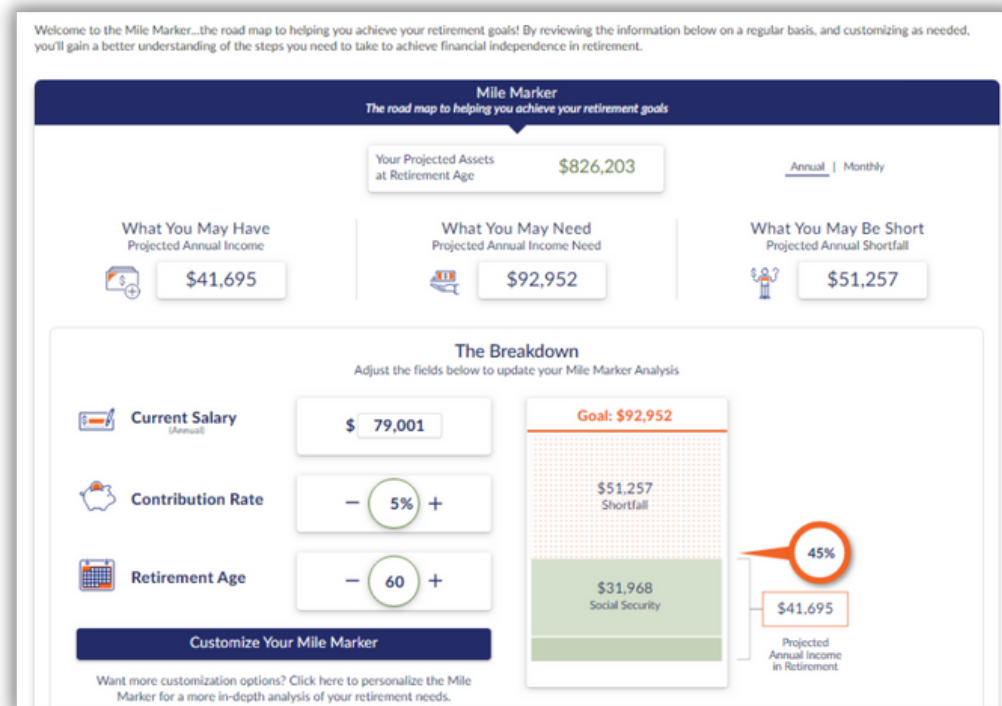 Welcome to the Mile Marker...the road map to helping you achieve your retirement goals! By reviewing the information below on a regular basis, and customizing as needed,
you'll gain a better understanding of the steps you need to take to achieve financial independence in retirement.
Mile Marker
The road map to helping you achieve your retirement goals
Your Projected Assets
at Retirement Age
$826,203
Annual | Monthly
What You May Have
Projected Annual Income
$41,695
What You May Need
Projected Annual Income Need
$92,952
What You May Be Short
Projected Annual Shortfall
$51,257
The Breakdown
Adjust the fields below to update your Mile Marker Analysis
Current Salary
(Annual)
$ 79,001
Contribution Rate
− 5% +
Retirement Age
− 60 +
Customize Your Mile Marker
Want more customization options? Click here to personalize the Mile
Marker for a more in-depth analysis of your retirement needs.
Goal: $92,952
$51,257
Shortfall
$31,968
Social Security
45%
$41,695
Projected
Annual Income
in Retirement